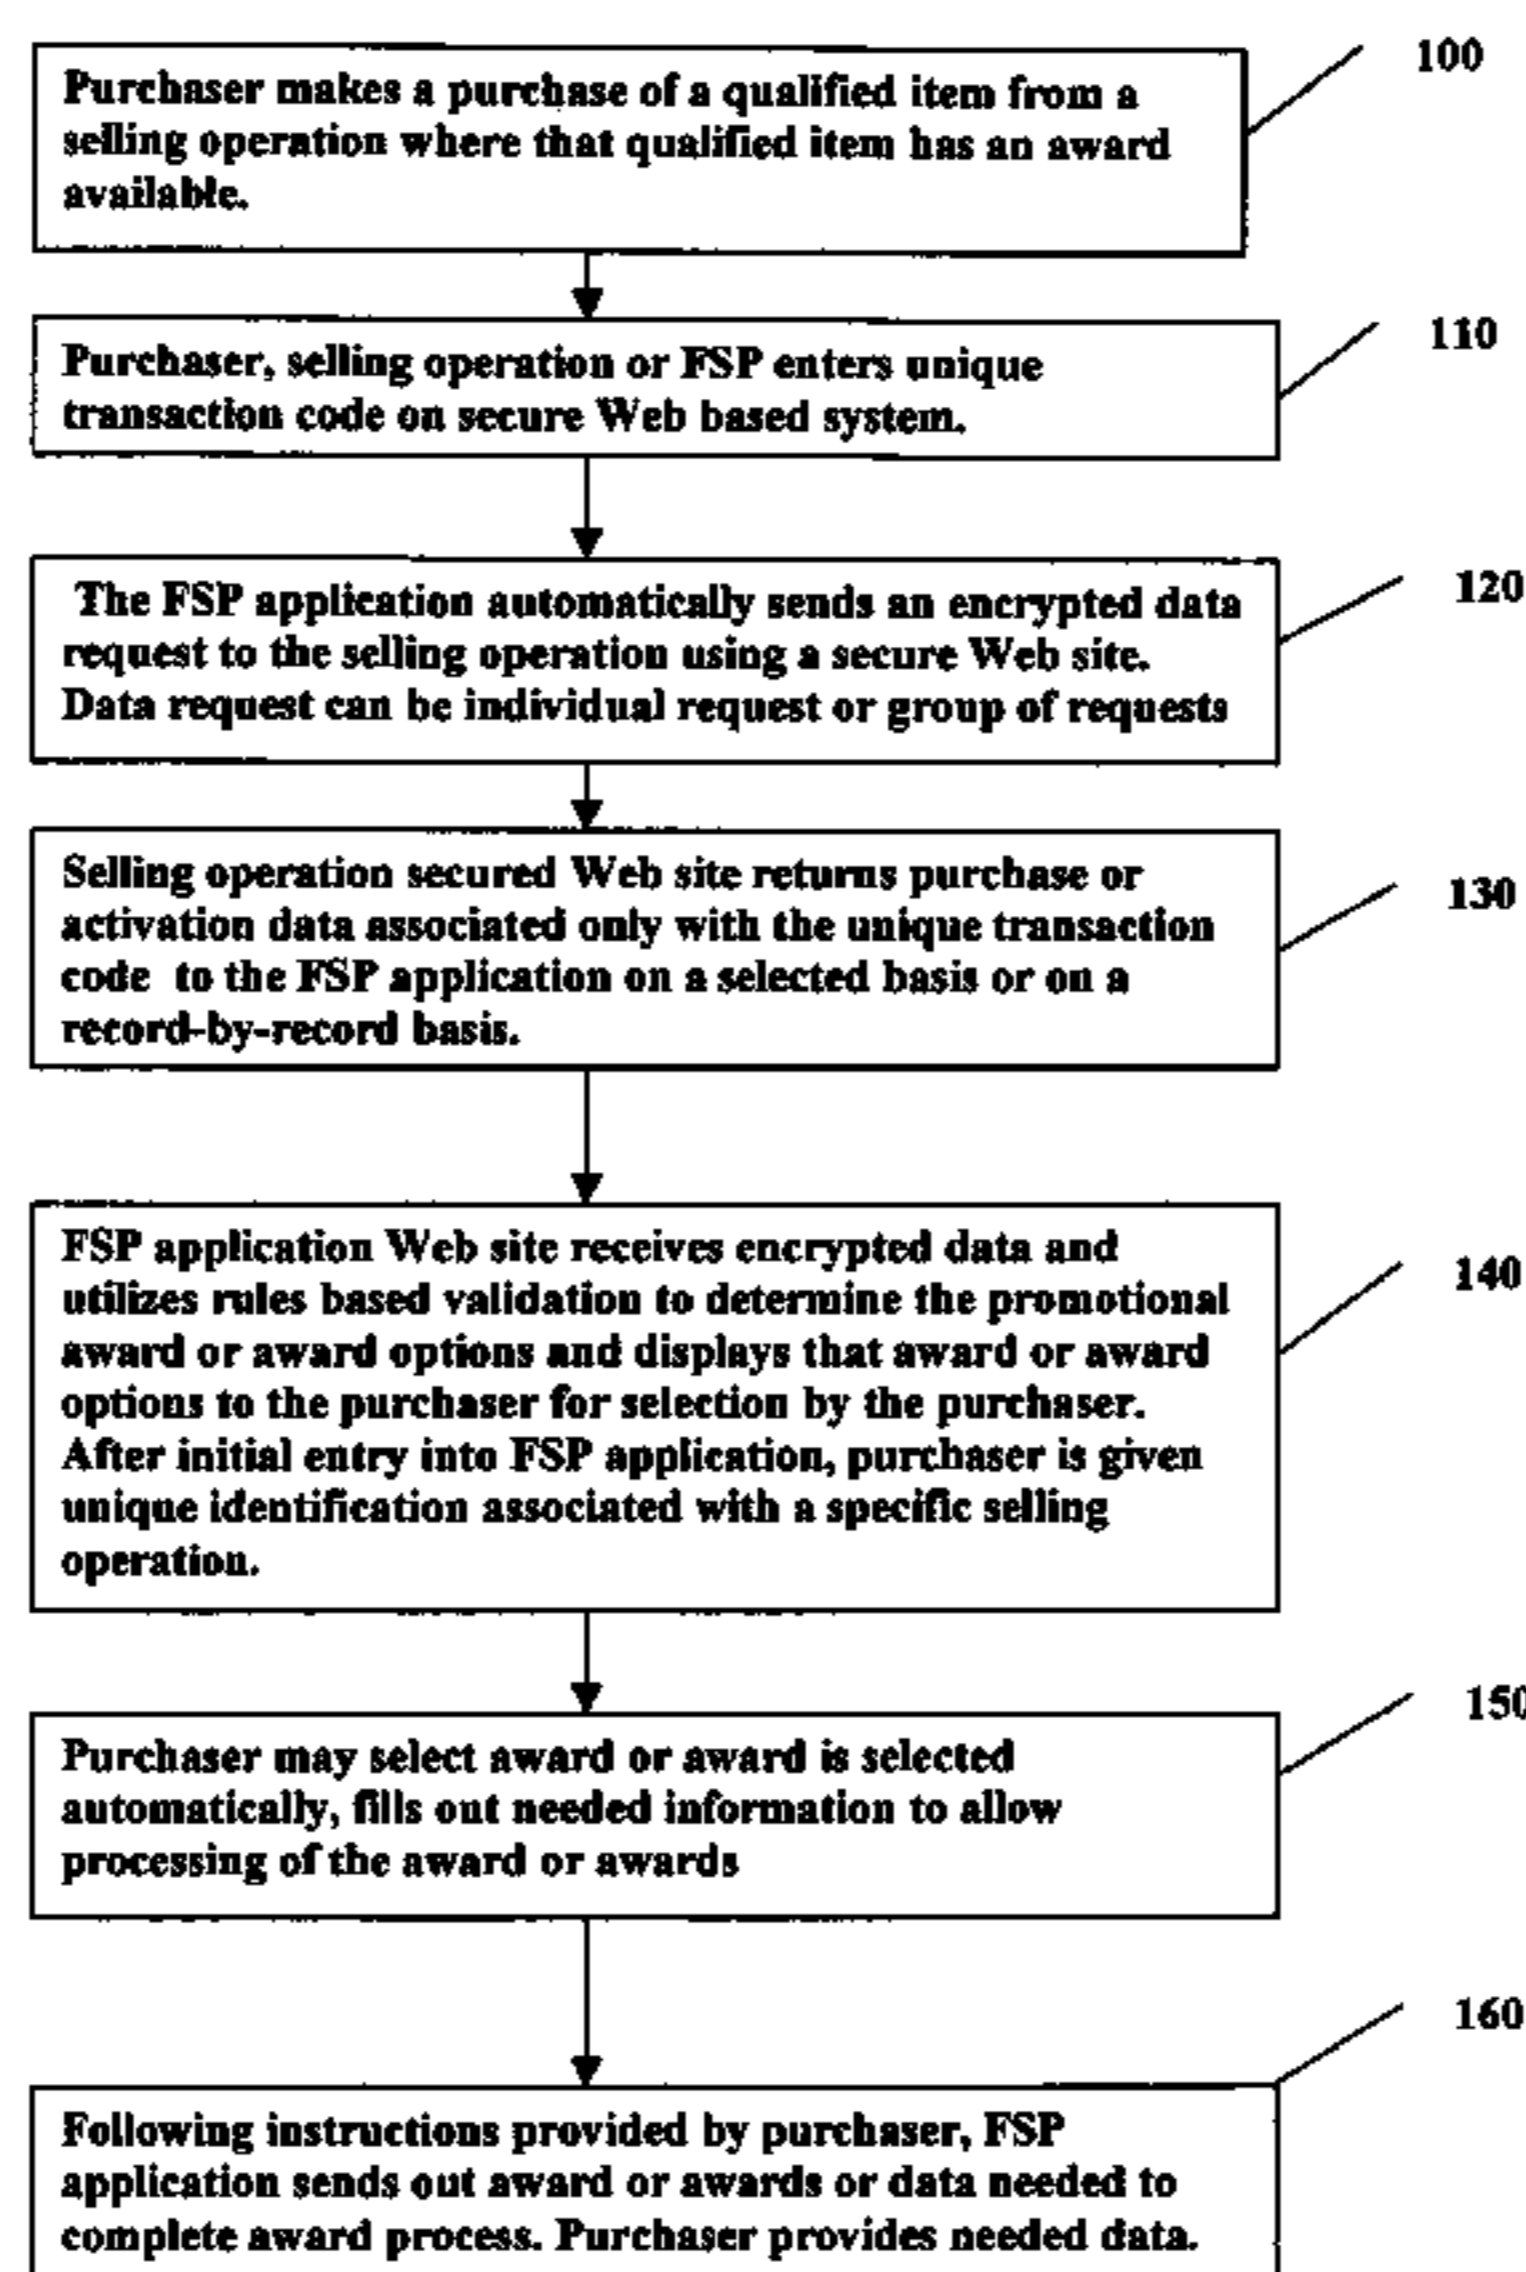 Purchaser makes a purchase of a qualified item from a
selling operation where that qualified item has an award
available.
100
Purchaser, selling operation or FSP enters unique
transaction code on secure Web based system.
110
The FSP application automatically sends an encrypted data
request to the selling operation using a secure Web site.
Data request can be individual request or group of requests
120
Selling operation secured Web site returns purchase or
activation data associated only with the unique transaction
code  to the FSP application on a selected basis or on a
record-by-record basis.
130
FSP application Web site receives encrypted data and
utilizes rules based validation to determine the promotional
award or award options and displays that award or award
options to the purchaser for selection by the purchaser.
After initial entry into FSP application, purchaser is given
unique identification associated with a specific selling
operation.
140
Purchaser may select award or award is selected
automatically, fills out needed information to allow
processing of the award or awards
150
Following instructions provided by purchaser, FSP
application sends out award or awards or data needed to
complete award process. Purchaser provides needed data.
160